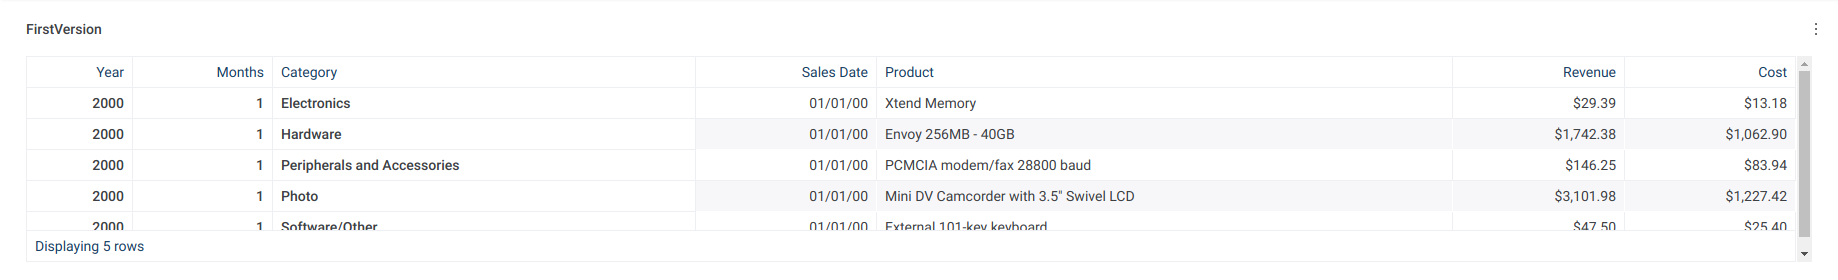 FirstVersion
Year Months Category Sales Date Product Revenue Cost
2000 1 Electronics 01/01/00 Xtend Memory $29.39 $13.18
2000 1 Hardware 01/01/00 Envoy 256MB - 40GB $1,742.38 $1,062.90
2000 1 Peripherals and Accessories 01/01/00 PCMCIA modem/fax 28800 baud $146.25 $83.94
2000 1 Photo 01/01/00 Mini DV Camcorder with 3.5" Swivel LCD $3,101.98 $1,227.42
2000 1 Software/Other 01/01/00 External 101-key keyboard $47.50 $25.40
Displaying 5 rows